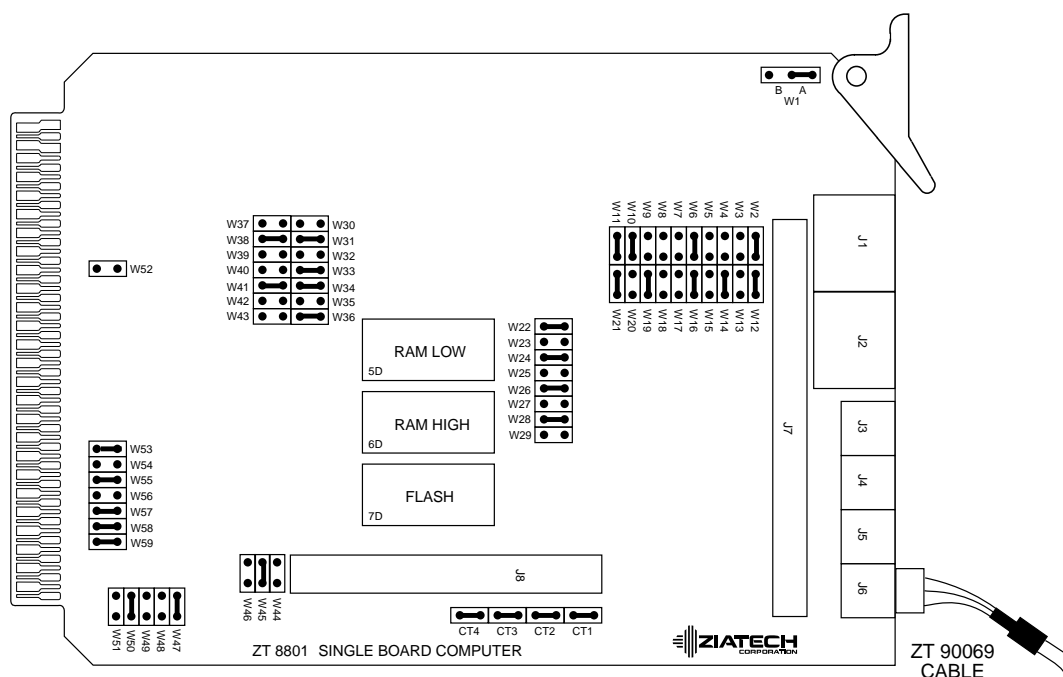 B A
W1
W11 W10 W9 W8 W7 W6 W5 W4 W3 W2
W21 W20 W19 W18 W17 W16 W15 W14 W13 W12
W37 W30
W38 W31
W39 W32
W40 W33
W41 W34
W42 W35
W43 W36
W52
J1
J2
J3
J4
J5
J6
J7
W22
W23
W24
W25
W26
W27
W28
W29
RAM LOW
5D
RAM HIGH
6D
FLASH
7D
W53
W54
W55
W56
W57
W58
W59
J8
W46 W45 W44
W51 W50 W49 W48 W47
CT4 CT3 CT2 CT1
ZT 8801 SINGLE BOARD COMPUTER
ZIATECH
CORPORATION
ZT 90069
CABLE